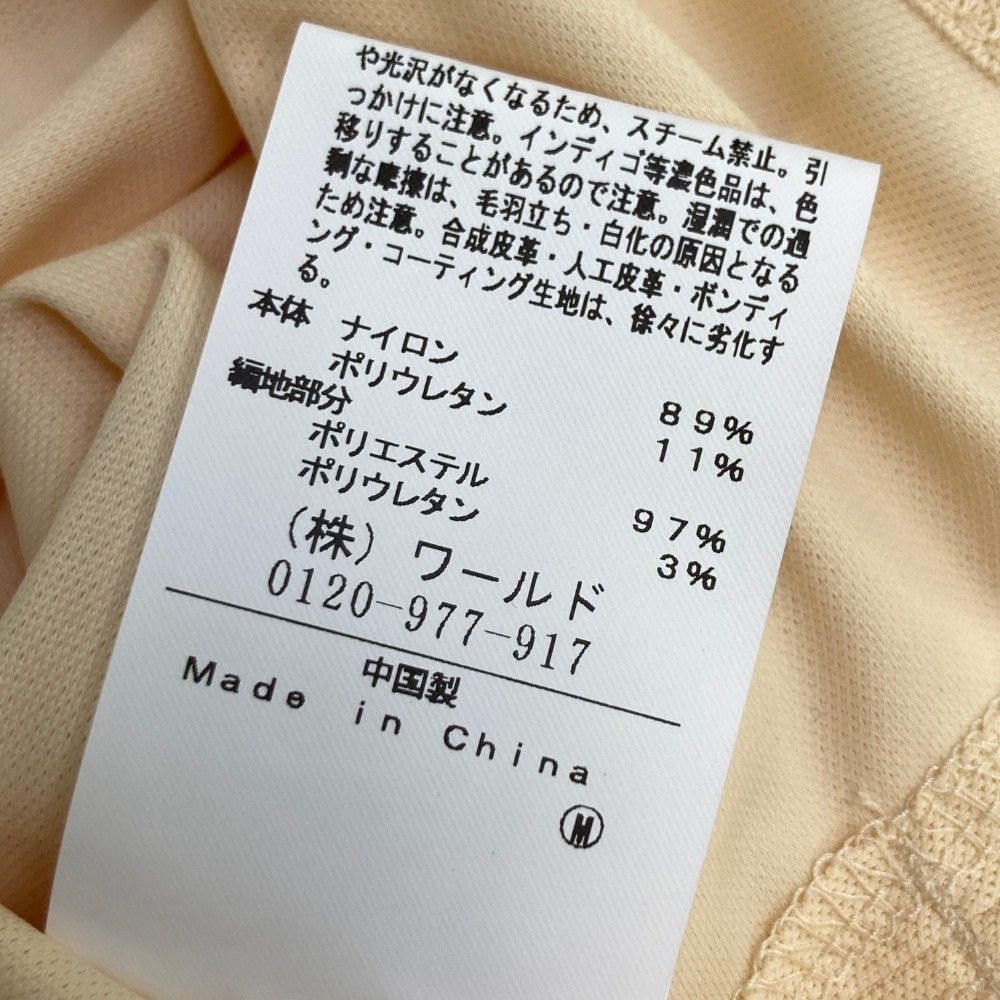 や光沢がなくなるため、スチーム禁止。引
っかけに注意。インディゴ等濃色品は、色
移りすることがあるので注意。湿潤での過
剰な摩擦は、毛羽立ち・白化の原因となる
ため注意。合成皮革・人工皮革・ボンディ
ング・コーティング生地は、徐々に劣化す
る。
本体 ナイロン 89%
ポリウレタン 11%
編地部分
ポリエステル 97%
ポリウレタン 3%
(株)ワールド
0120-977-917
中国製
Made in China
M